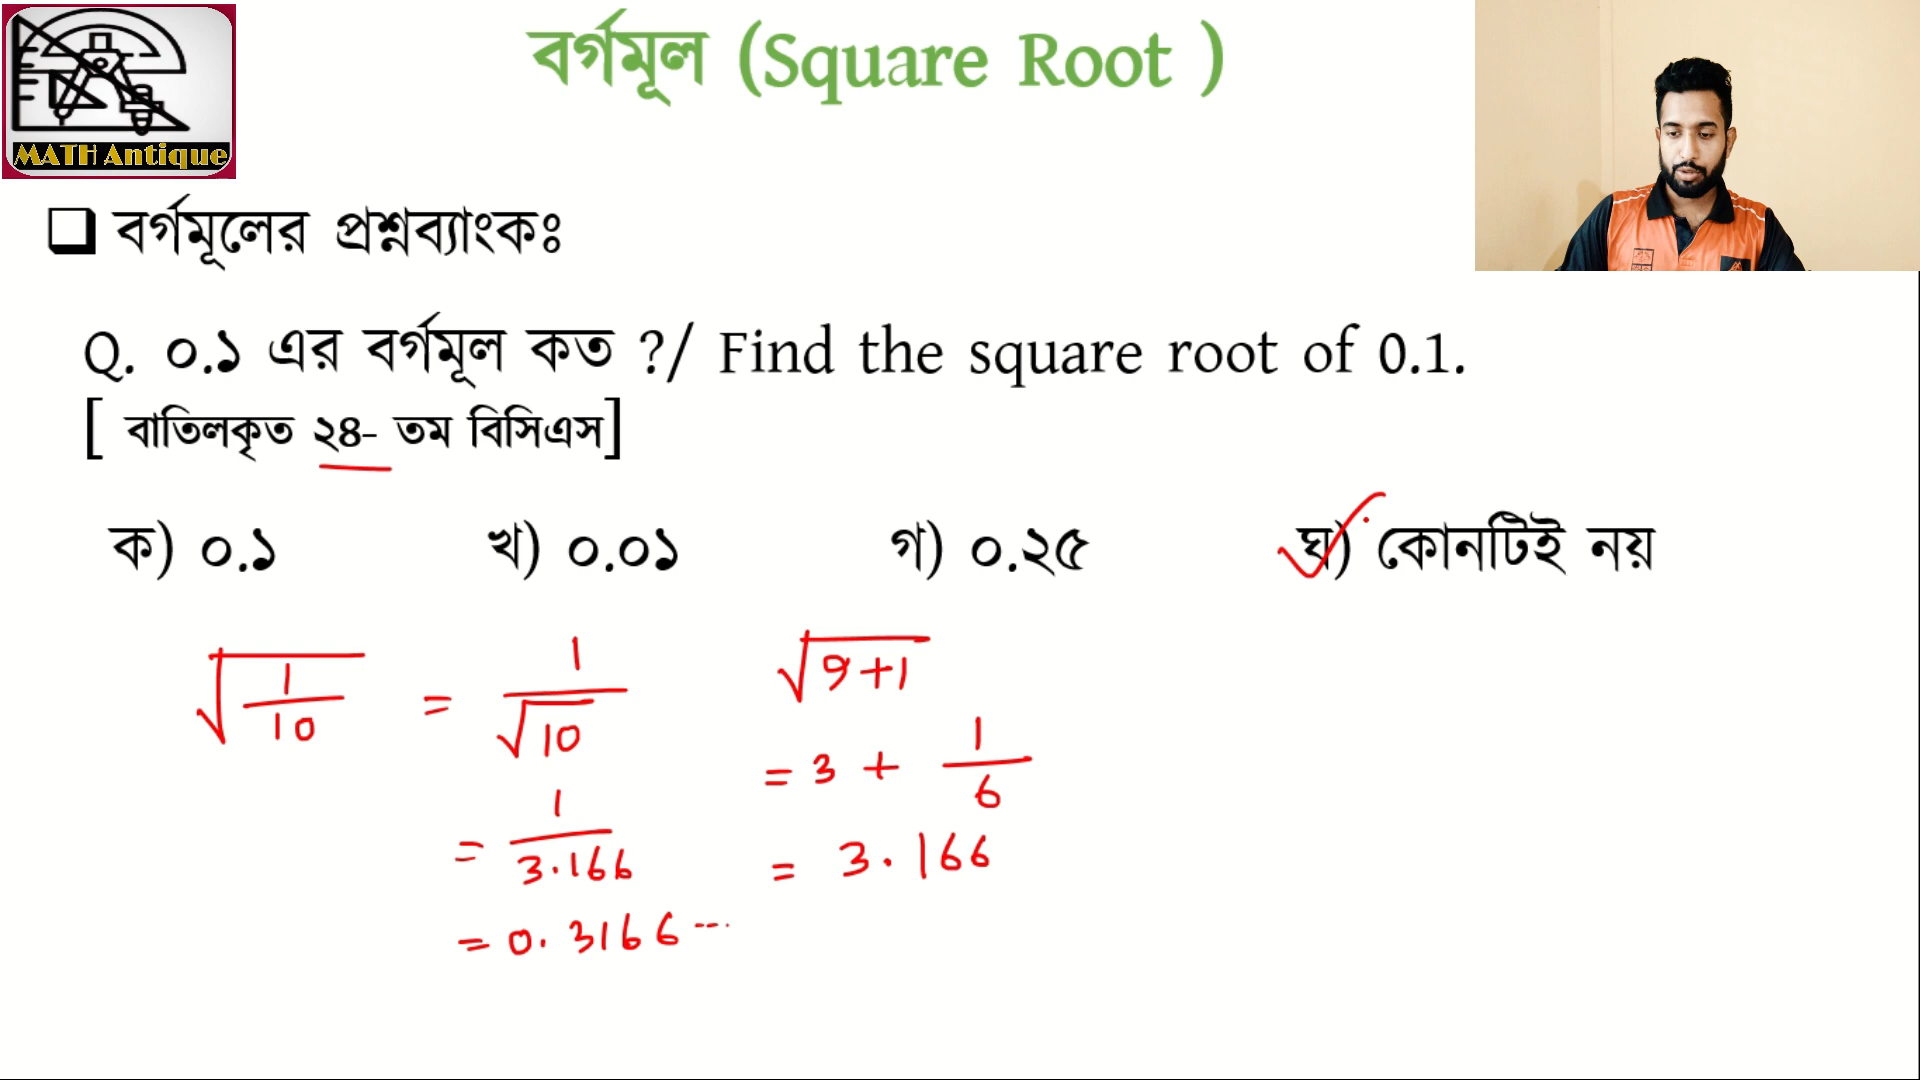 MATH Antique
বর্গমূল (Square Root )
বর্গমূলের প্রশ্নব্যাংকঃ
Q. ০.১ এর বর্গমূল কত ?/ Find the square root of 0.1.
[ বাতিলকৃত ২৪- তম বিসিএস]
ক) ০.১ খ) ০.০১ গ) ০.২৫ ঘ) কোনটিই নয়
√(1/10) = 1/√10
= 1/3.166
= 0.3166 ...
√9+1
= 3 + 1/6
= 3.166